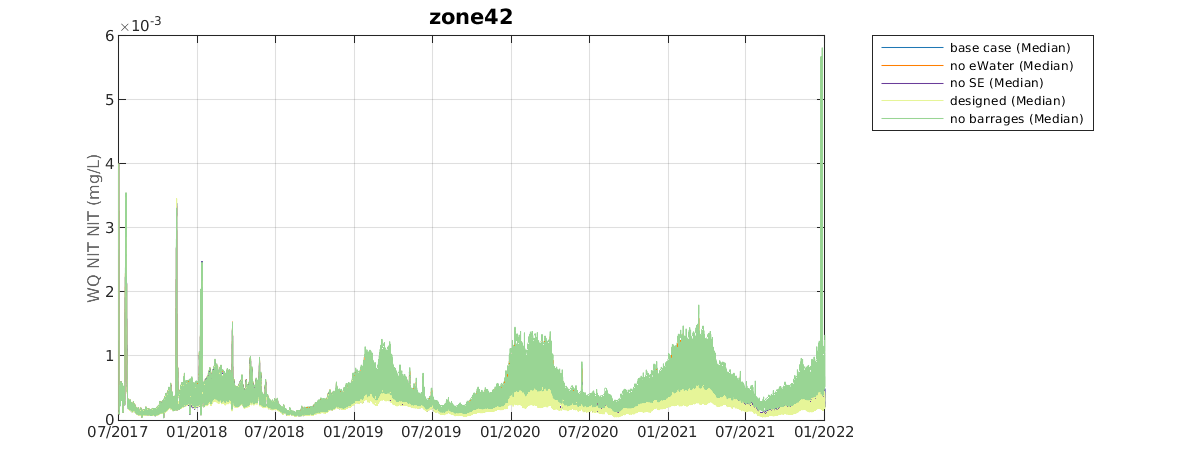 zone42
×10-3
6
5
4
3
2
1
0
WQ NIT NIT (mg/L)
07/2017 01/2018 07/2018 01/2019 07/2019 01/2020 07/2020 01/2021 07/2021 01/2022
base case (Median)
no eWater (Median)
no SE (Median)
designed (Median)
no barrages (Median)